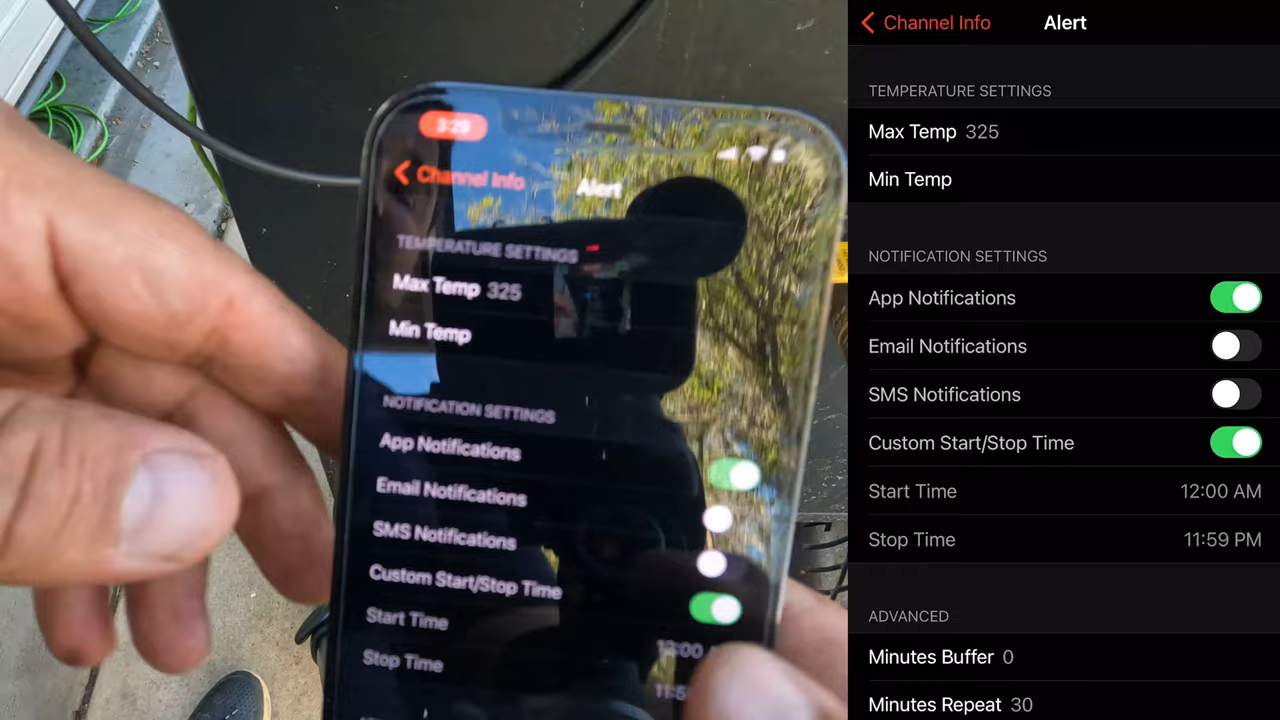 3:29
Channel Info
Alert
TEMPERATURE SETTINGS
Max Temp 325
Min Temp
NOTIFICATION SETTINGS
App Notifications
Email Notifications
SMS Notifications
Custom Start/Stop Time
Start Time
Stop Time
Channel Info
Alert
TEMPERATURE SETTINGS
Max Temp 325
Min Temp
NOTIFICATION SETTINGS
App Notifications
Email Notifications
SMS Notifications
Custom Start/Stop Time
Start Time 12:00 AM
Stop Time 11:59 PM
ADVANCED
Minutes Buffer 0
Minutes Repeat 30